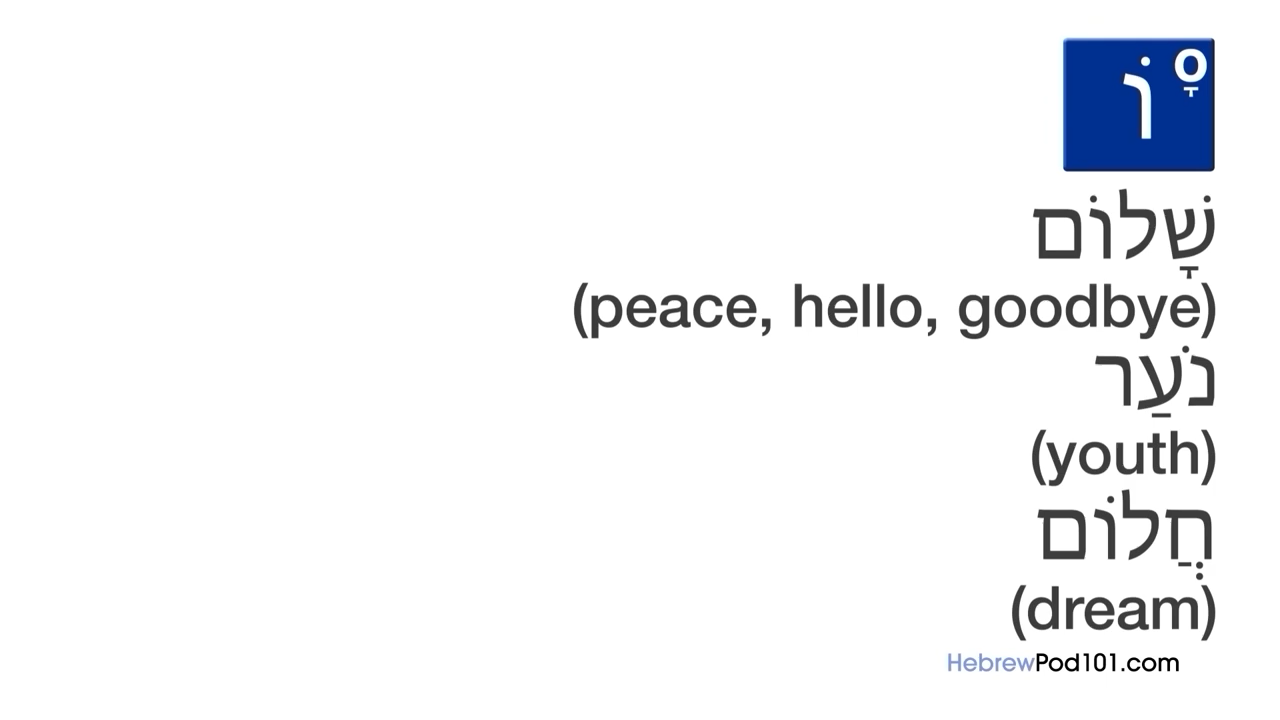 וֹ ָo
שָׁלוֹם
(peace, hello, goodbye)
נֹעַר
(youth)
חֲלוֹם
(dream)
HebrewPod101.com